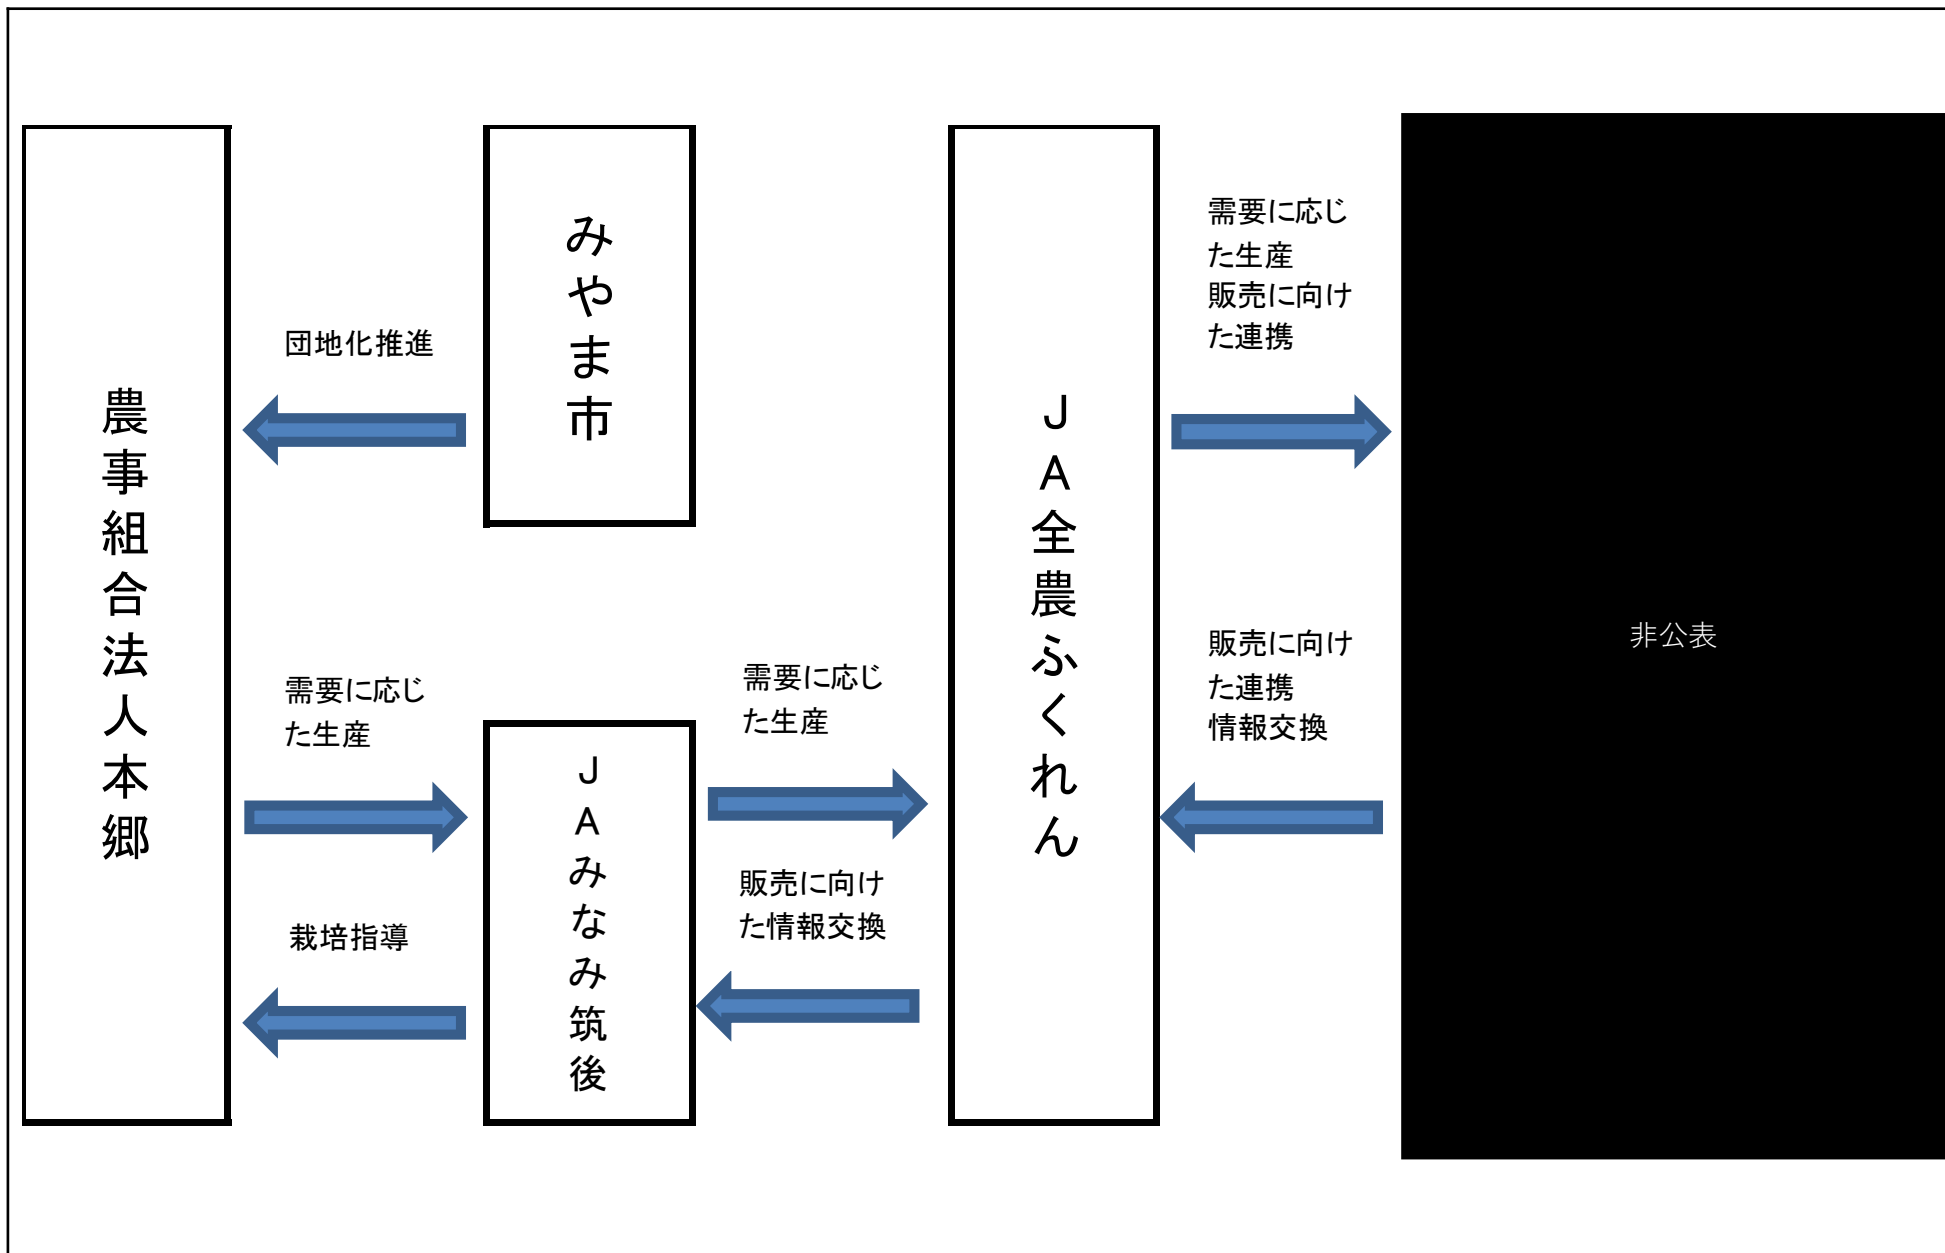 農事組合法人本郷
団地化推進
需要に応じ
た生産
栽培指導
みやま市
JAみなみ筑後
需要に応じ
た生産
販売に向け
た情報交換
JA全農ふくれん
需要に応じ
た生産
販売に向け
た連携
販売に向け
た連携
情報交換
非公表